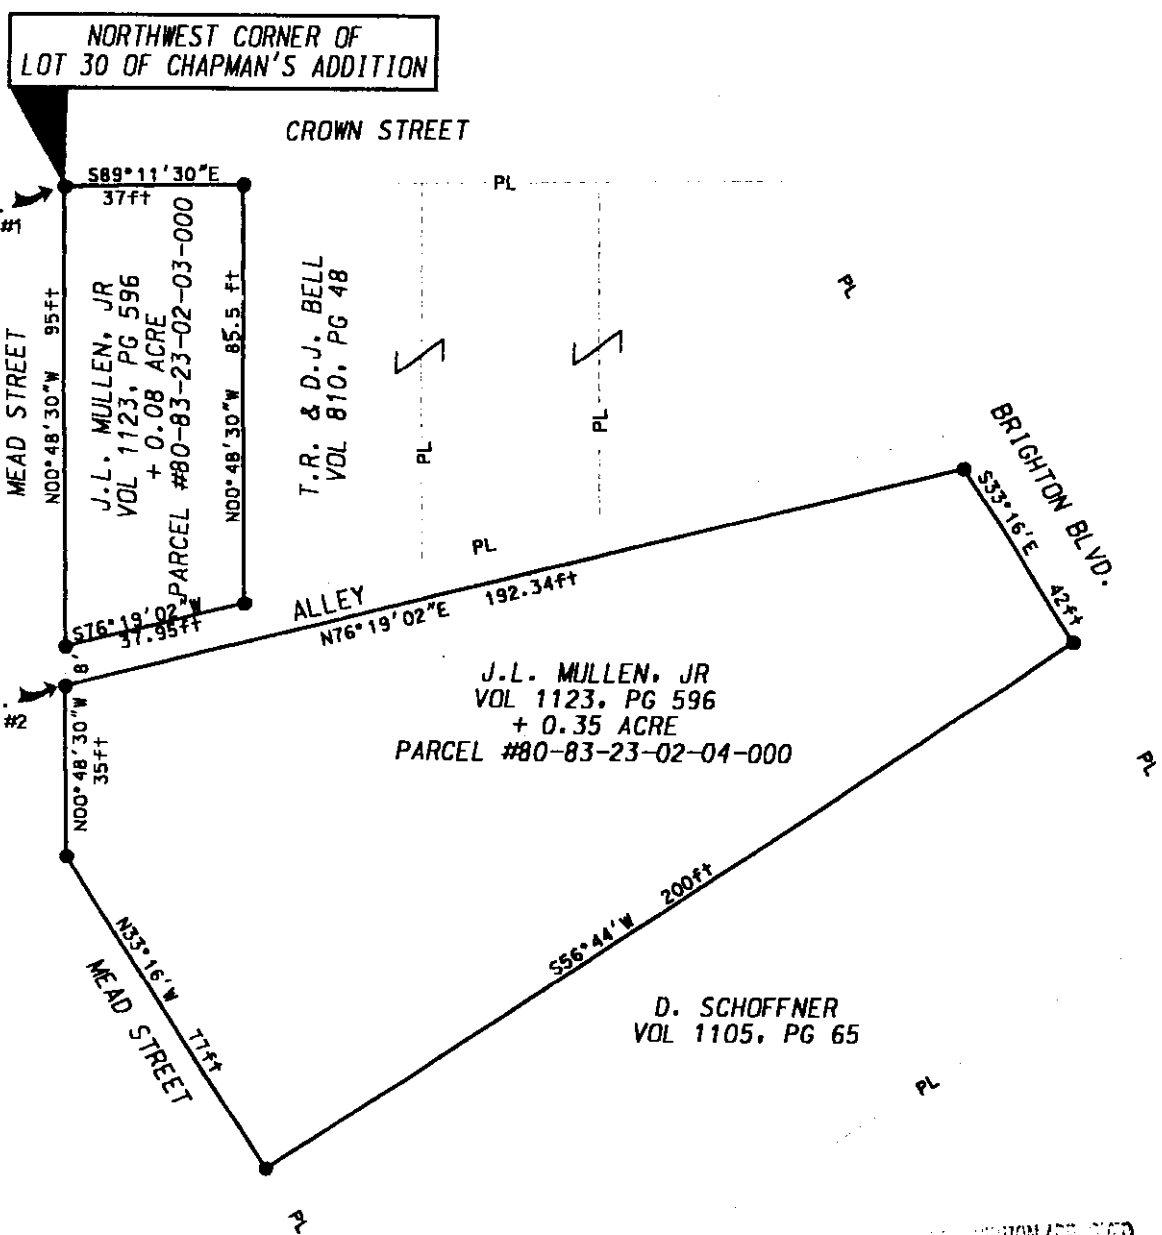 NORTHWEST CORNER OF
LOT 30 OF CHAPMAN'S ADDITION
CROWN STREET
S89°11'30"E
37ft
PL
#1
MEAD STREET
N00°48'30"W 95ft
J.L. MULLEN, JR
VOL 1123, PG 596
+ 0.08 ACRE
PARCEL #80-83-23-02-03-000
N00°48'30"W 85.5 ft
T.R. & D.J. BELL
VOL 810, PG 48
PL
PL
PL
BRIGHTON BLVD.
S33°16'E 42ft
PL
S76°19'02"W
37.95ft
ALLEY
N76°19'02"E 192.34ft
8'
#2
N00°48'30"W
35ft
J.L. MULLEN, JR
VOL 1123, PG 596
+ 0.35 ACRE
PARCEL #80-83-23-02-04-000
PL
N33°16'W 77ft
MEAD STREET
S56°44'W 200ft
D. SCHOFFNER
VOL 1105, PG 65
PL
PL